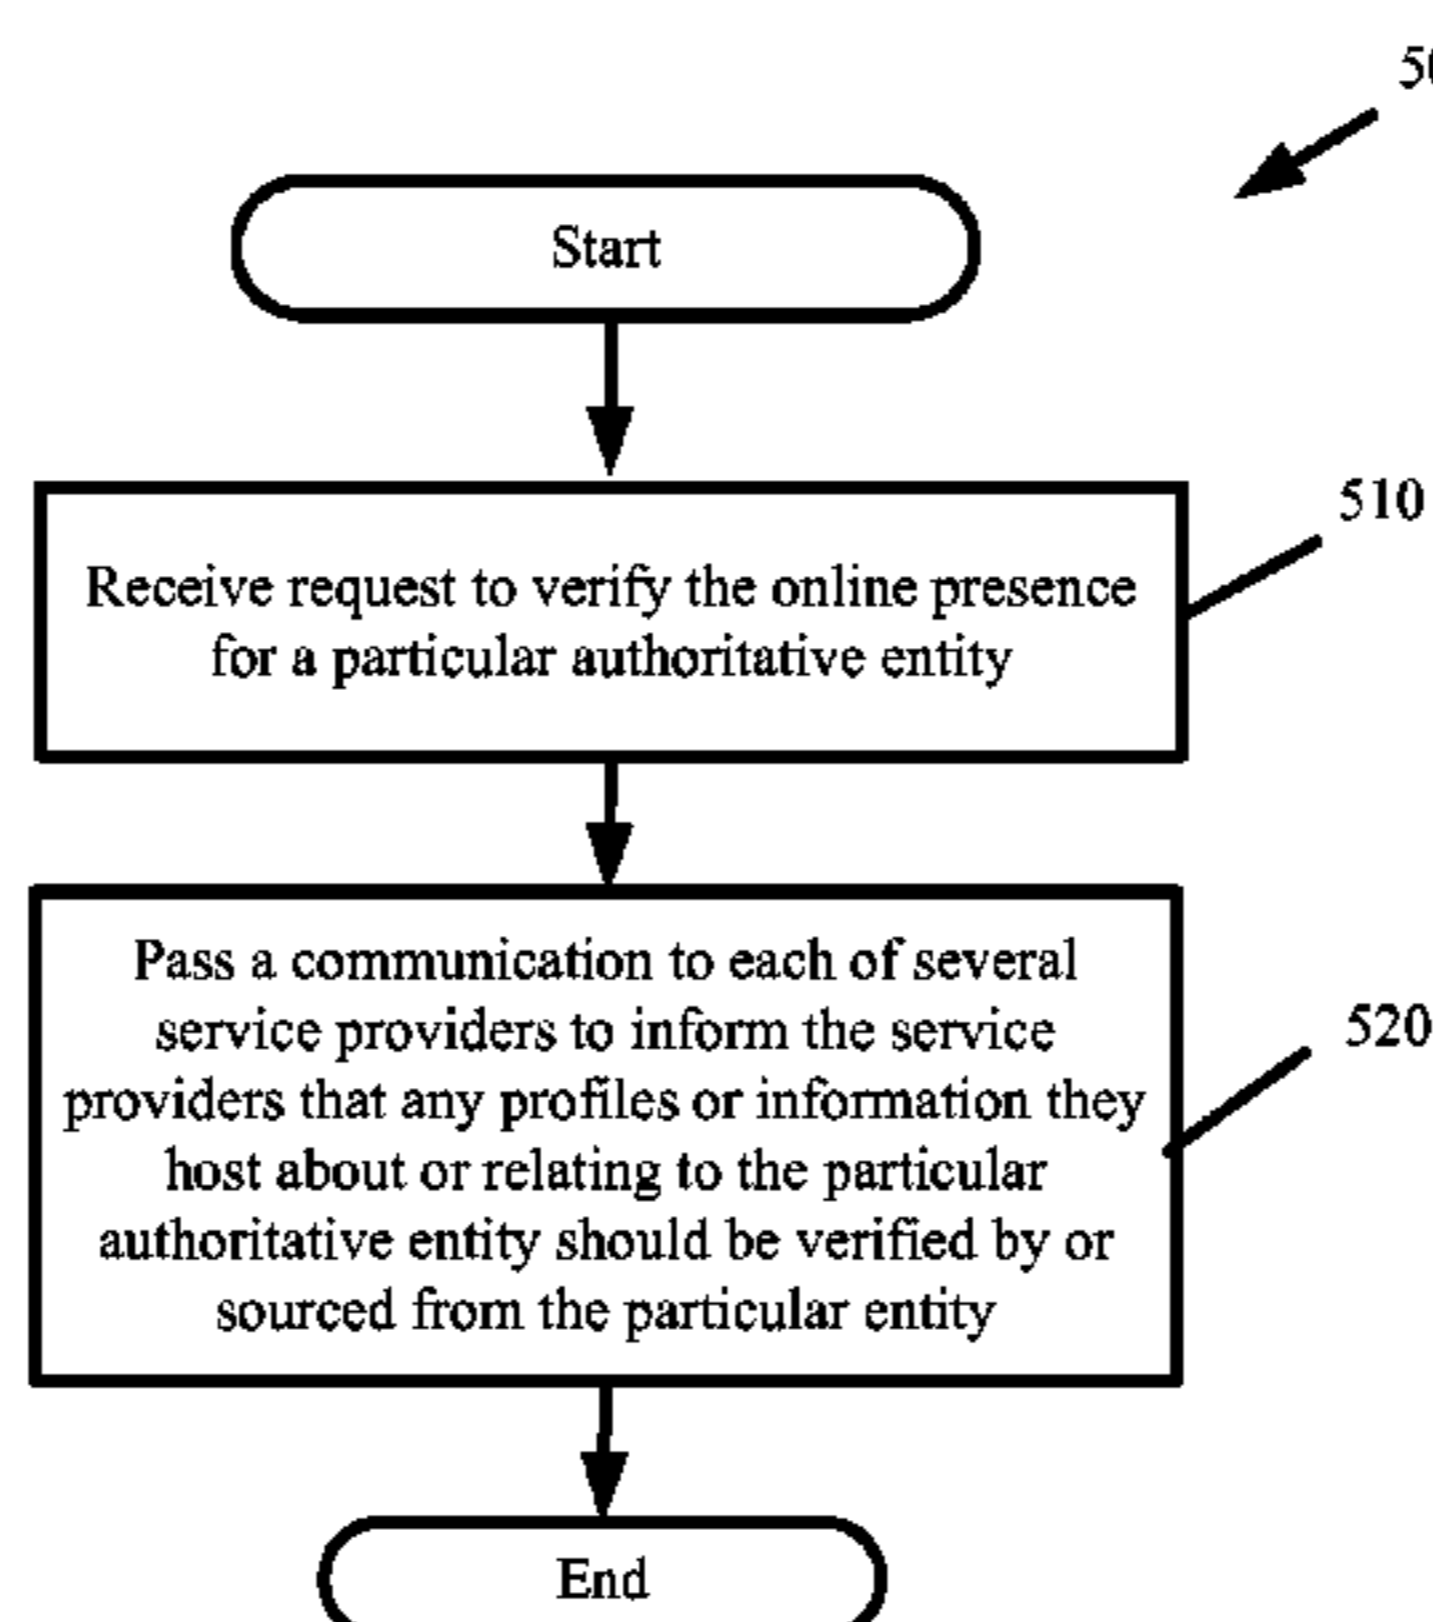 Start
510
Receive request to verify the online presence
for a particular authoritative entity
Pass a communication to each of several
service providers to inform the service
providers that any profiles or information they
host about or relating to the particular
authoritative entity should be verified by or
sourced from the particular entity
520
End